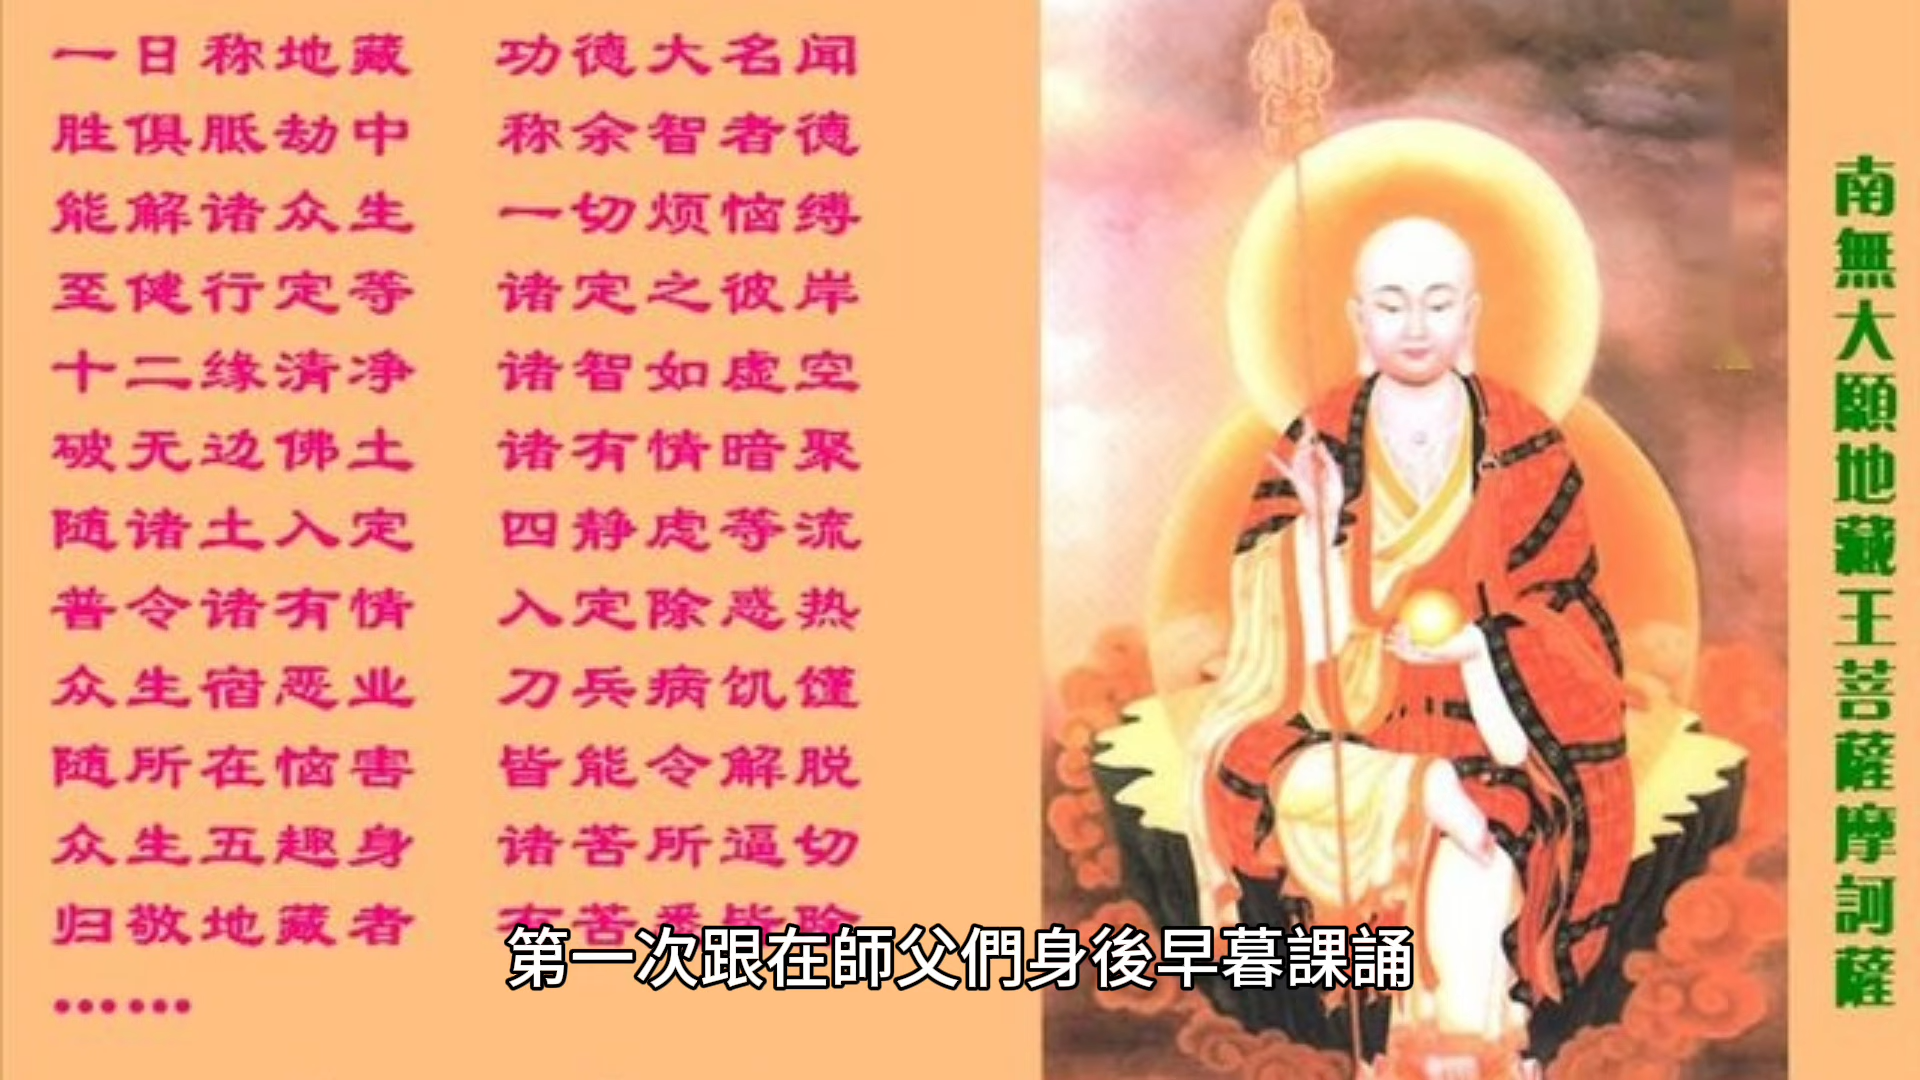 一日称地藏 功德大名闻
胜俱胝劫中 称余智者德
能解诸众生 一切烦恼缚
至健行定等 诸定之彼岸
十二缘清净 诸智如虚空
破无边佛土 诸有情暗聚
随诸土入定 四静虑等流
普令诸有情 入定除惑热
众生宿恶业 刀兵病饥馑
随所在恼害 皆能令解脱
众生五趣身 诸苦所逼切
归敬地藏者 有苦悉皆除
……
第一次跟在師父們身後早暮課誦
南無大願地藏王菩薩摩訶薩